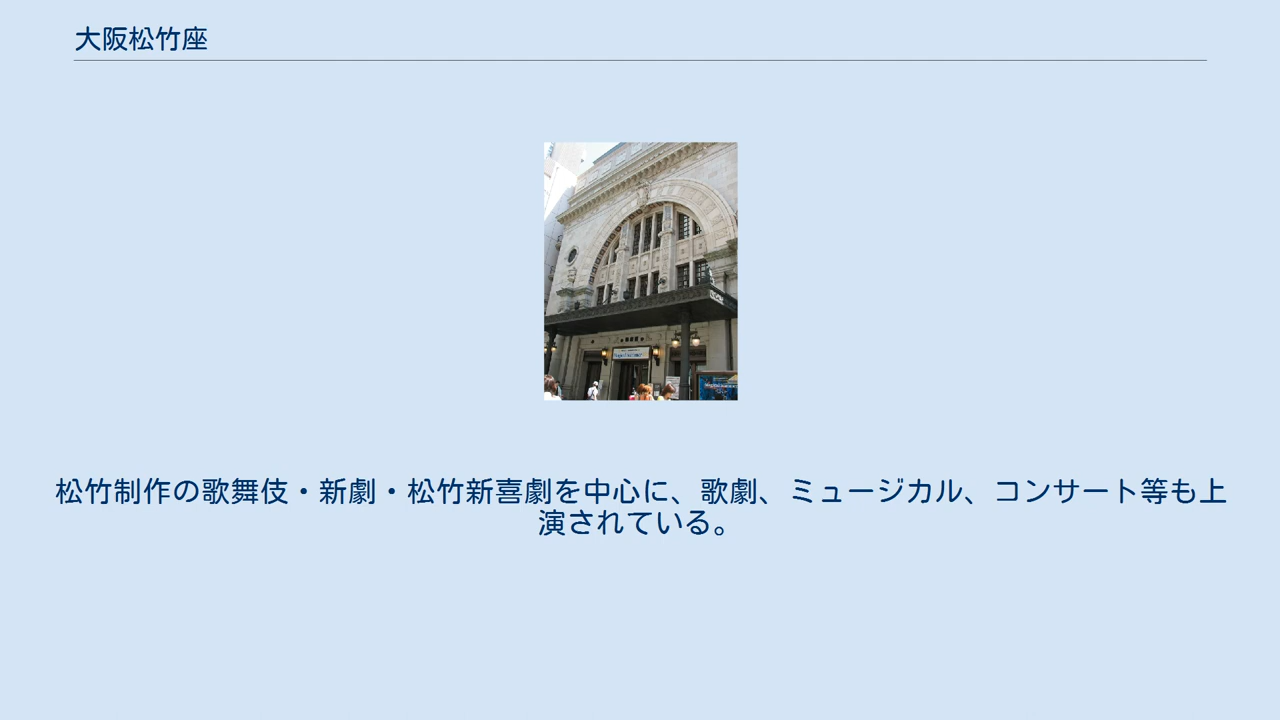 大阪松竹座
松竹制作の歌舞伎・新劇・松竹新喜劇を中心に、歌劇、ミュージカル、コンサート等も上
演されている。